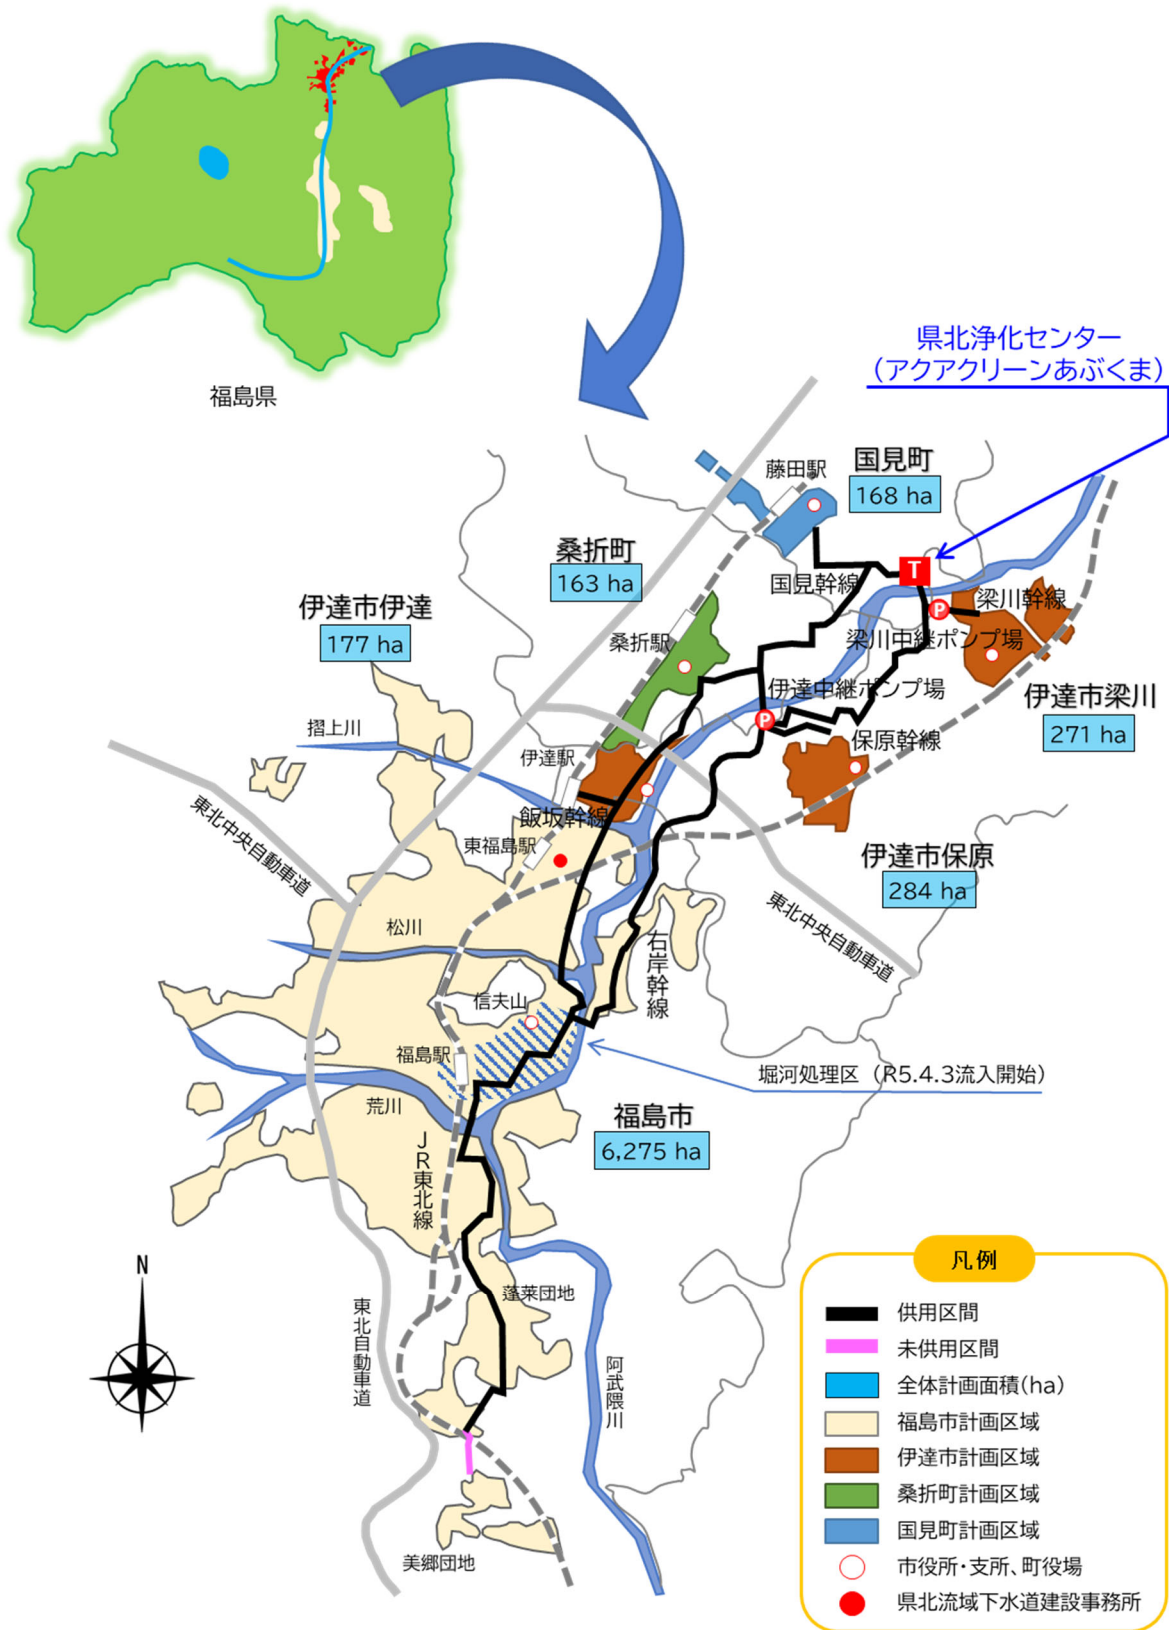 福島県
県北浄化センター
(アクアクリーンあぶくま)
藤田駅
国見町
168 ha
桑折町
163 ha
国見幹線
T
伊達市伊達
177 ha
P
梁川幹線
桑折駅
梁川中継ポンプ場
伊達中継ポンプ場
伊達市梁川
271 ha
P
摺上川
伊達駅
保原幹線
東北中央自動車道
飯坂幹線
東福島駅
伊達市保原
284 ha
東北中央自動車道
松川
右岸幹線
信夫山
福島駅
堀河処理区 (R5.4.3流入開始)
荒川
福島市
6,275 ha
JR東北線
N
蓬莱団地
東北自動車道
阿武隈川
美郷団地
凡例
供用区間
未供用区間
全体計画面積(ha)
福島市計画区域
伊達市計画区域
桑折町計画区域
国見町計画区域
市役所・支所、町役場
県北流域下水道建設事務所